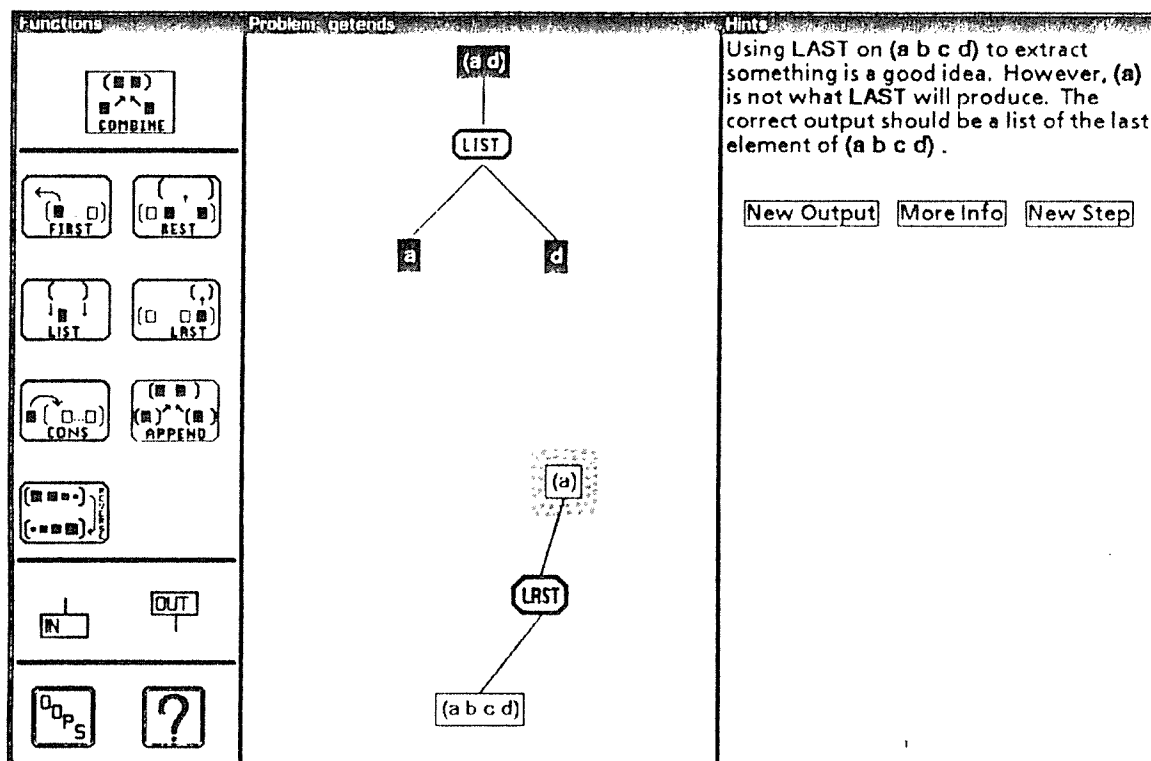 Functions
COMBINE
FIRST
REST
LIST
LAST
CONS
APPEND
REVERSE
IN
OUT
OOPS
?
Problem: getends
(a d)
LIST
a
d
(a)
LAST
(a b c d)
Hints
Using LAST on (a b c d) to extract
something is a good idea. However, (a)
is not what LAST will produce. The
correct output should be a list of the last
element of (a b c d) .
New Output
More Info
New Step